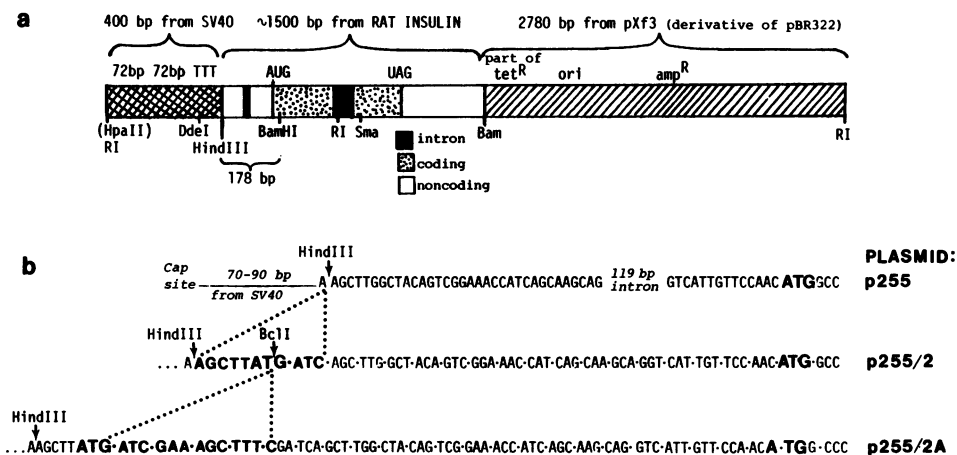 a
400 bp from SV40
~1500 bp from RAT INSULIN
2780 bp from pXf3 (derivative of pBR322)
72bp 72bp TTT
AUG
UAG
part of
tetR
ori
ampR
(HpaII)
RI
DdeI
HindIII
BamHI
RI
Sma
Bam
RI
178 bp
intron
coding
noncoding
b
PLASMID:
HindIII
Cap
site
70-90 bp
from SV40
A AGCTTGGCTACAGTCGGAAACCATCAGCAAGCAG
119 bp
intron
GTCATTGTTCCAAC ATGGCC
p255
HindIII
BclI
... A AGCTTATG·ATC·AGC·TTG·GCT·ACA·GTC·GGA·AAC·CAT·CAG·CAA·GCA·GGT·CAT·TGT·TCC·AAC·ATG·GCC
p255/2
HindIII
...AAGCTT ATG·ATC·GAA·AGC·TTT·CGA·TCA·GCT·TGG·CTA·CAG·TCG·GAA·ACC·ATC·AGC·AAG·CAG·GTC·ATT·GTT·CCA·ACA·TGG·CCC
p255/2A